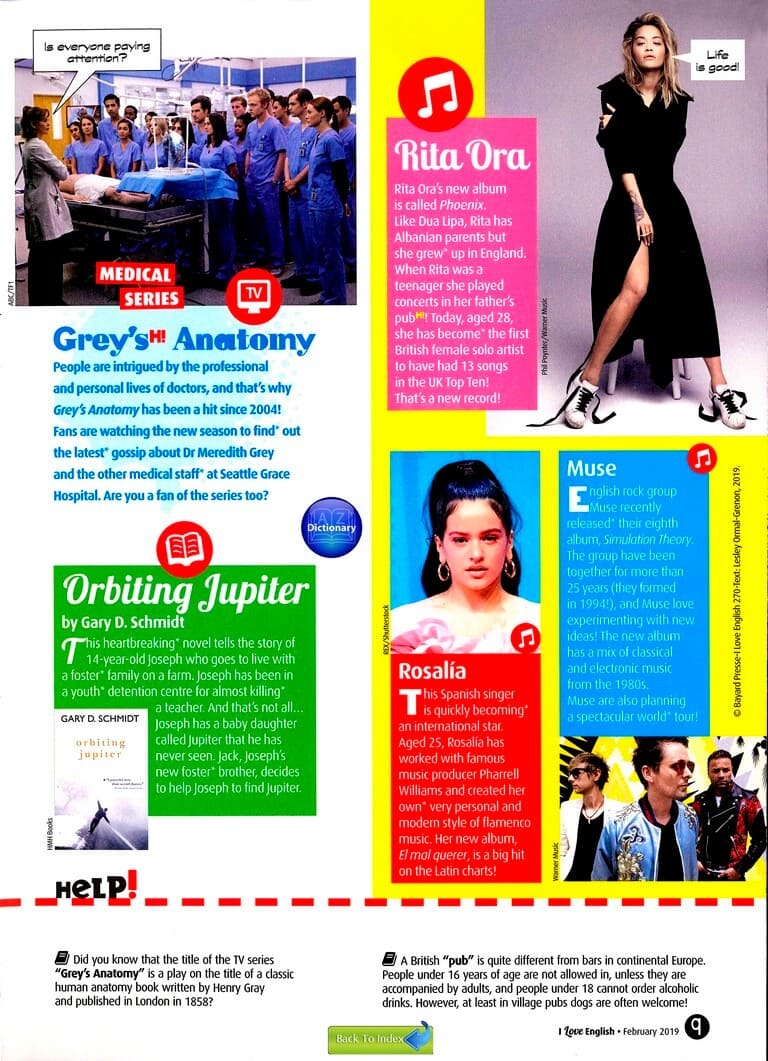 Is everyone paying
attention?
ABC/TF1
MEDICAL
SERIES
TV
Grey's HI! Anatomy
People are intrigued by the professional
and personal lives of doctors, and that's why
Grey's Anatomy has been a hit since 2004!
Fans are watching the new season to find* out
the latest* gossip about Dr Meredith Grey
and the other medical staff* at Seattle Grace
Hospital. Are you a fan of the series too?
A Z
Dictionary
Orbiting Jupiter
by Gary D. Schmidt
This heartbreaking* novel tells the story of
14-year-old Joseph who goes to live with
a foster* family on a farm. Joseph has been in
a youth* detention centre for almost killing*
a teacher. And that's not all...
Joseph has a baby daughter
called Jupiter that he has
never seen. Jack, Joseph's
new foster* brother, decides
to help Joseph to find Jupiter.
GARY D. SCHMIDT
orbiting
jupiter
HMH Books
Life
is good!
Rita Ora
Rita Ora's new album
is called Phoenix.
Like Dua Lipa, Rita has
Albanian parents but
she grew* up in England.
When Rita was a
teenager she played
concerts in her father's
pub HI! Today, aged 28,
she has become* the first
British female solo artist
to have had 13 songs
in the UK Top Ten!
That's a new record!
Phil Poynter/Warner Music
REX/Shutterstock
Rosalía
This Spanish singer
is quickly becoming*
an international star.
Aged 25, Rosalía has
worked with famous
music producer Pharrell
Williams and created her
own* very personal and
modern style of flamenco
music. Her new album,
El mal querer, is a big hit
on the Latin charts!
Muse
English rock group
Muse recently
released* their eighth
album, Simulation Theory.
The group have been
together for more than
25 years (they formed
in 1994!), and Muse love
experimenting with new
ideas! The new album
has a mix of classical
and electronic music
from the 1980s.
Muse are also planning
a spectacular world* tour!
Warner Music
© Bayard Presse-I Love English 270-Text: Lesley Ormal-Grenon, 2019.
HELP!
Did you know that the title of the TV series
"Grey's Anatomy" is a play on the title of a classic
human anatomy book written by Henry Gray
and published in London in 1858?
A British "pub" is quite different from bars in continental Europe.
People under 16 years of age are not allowed in, unless they are
accompanied by adults, and people under 18 cannot order alcoholic
drinks. However, at least in village pubs dogs are often welcome!
Back To Index
I Love English • February 2019 9